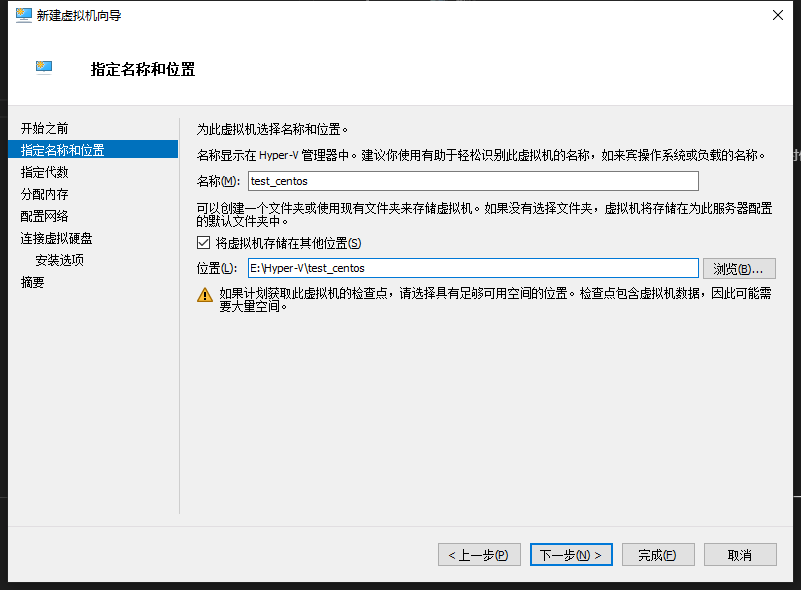 新建虚拟机向导
指定名称和位置
开始之前
指定名称和位置
指定代数
分配内存
配置网络
连接虚拟硬盘
安装选项
摘要
为此虚拟机选择名称和位置。
名称显示在 Hyper-V 管理器中。建议你使用有助于轻松识别此虚拟机的名称，如来宾操作系统或负载的名称。
名称(M): test_centos
可以创建一个文件夹或使用现有文件夹来存储虚拟机。如果没有选择文件夹，虚拟机将存储在为此服务器配置
的默认文件夹中。
将虚拟机存储在其他位置(S)
位置(L): E:\Hyper-V\test_centos 浏览(B)...
如果计划获取此虚拟机的检查点，请选择具有足够可用空间的位置。检查点包含虚拟机数据，因此可能需
要大量空间。
< 上一步(P) 下一步(N) > 完成(F) 取消